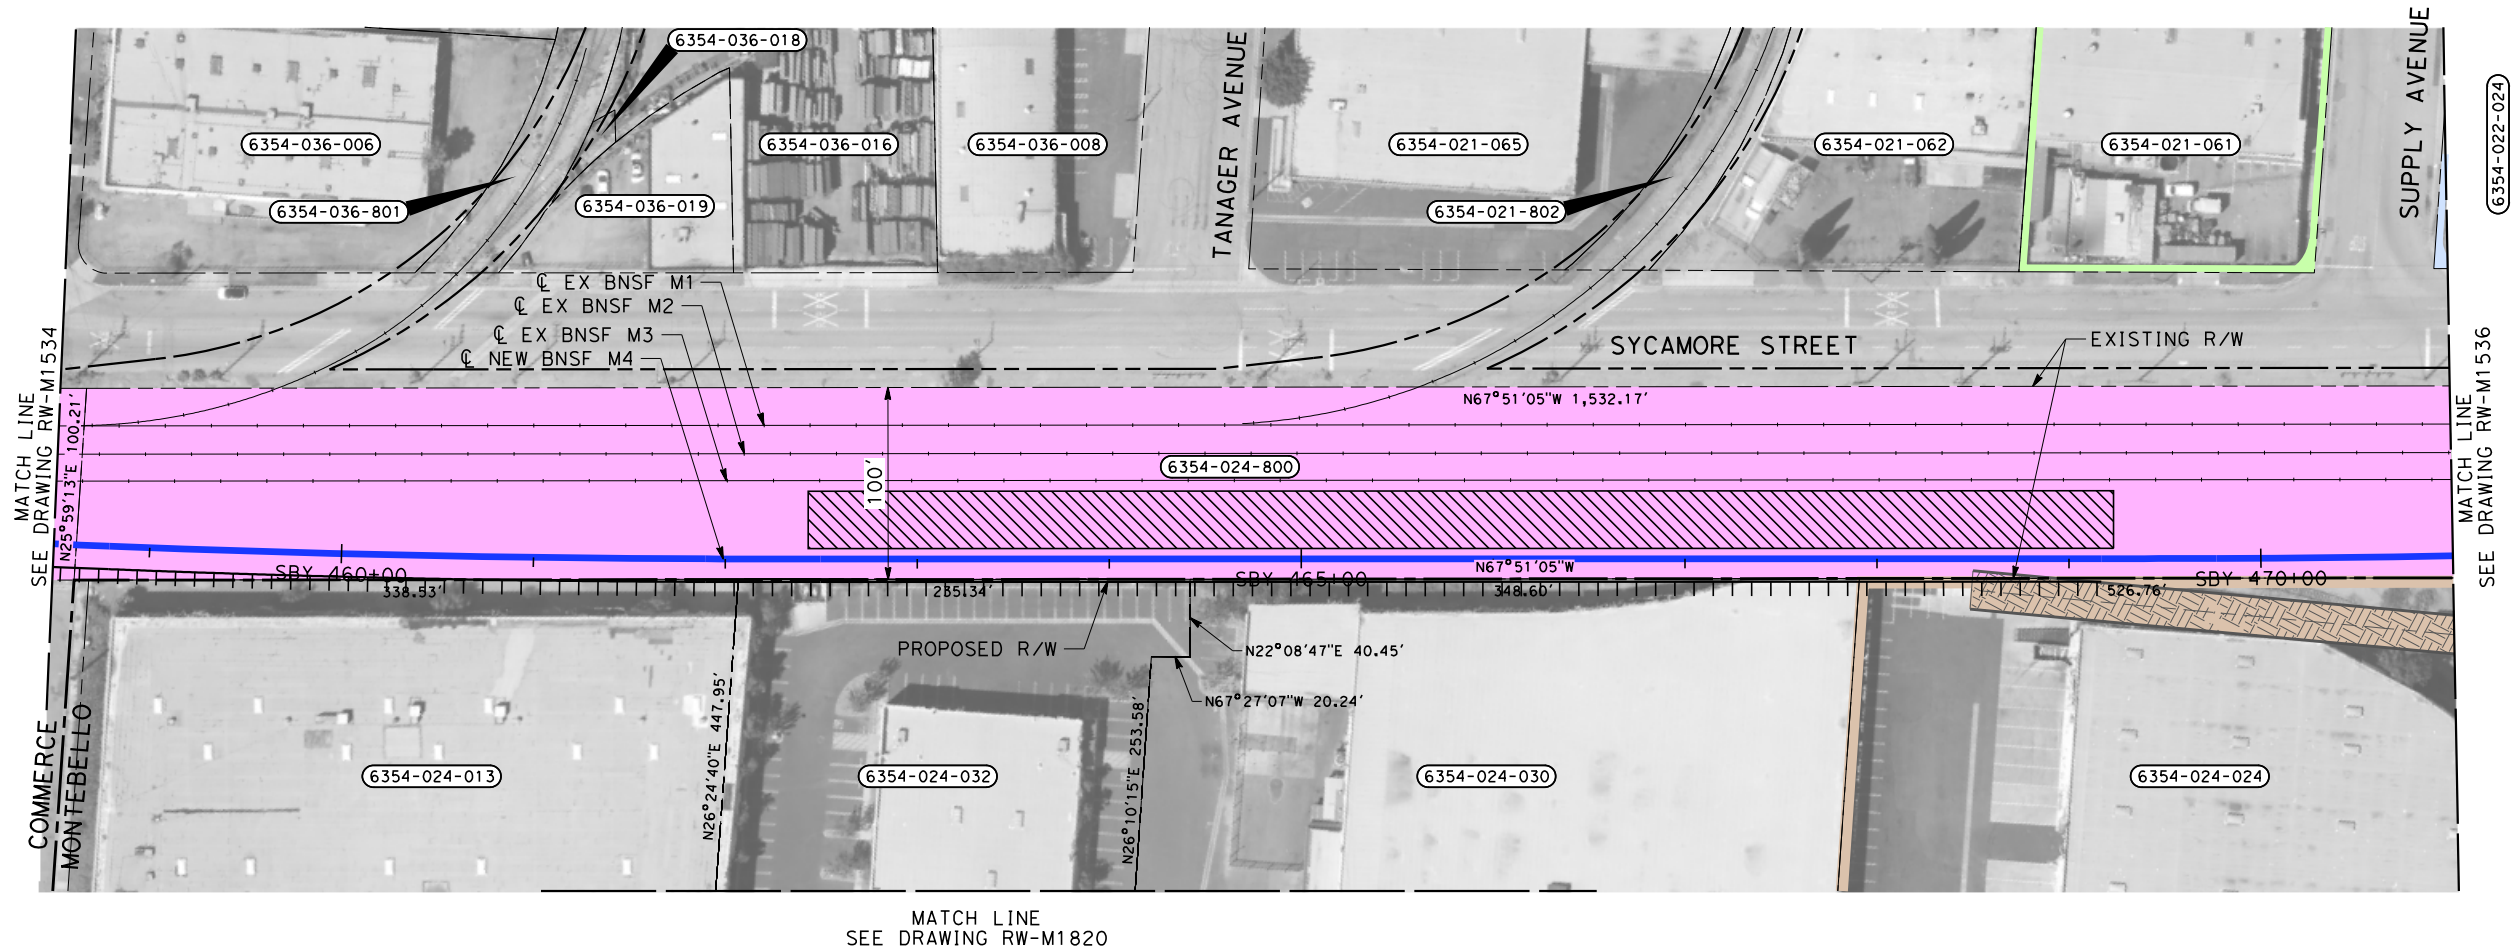 6354-036-018
6354-036-006
6354-036-016
6354-036-008
TANAGER AVENUE
6354-021-065
6354-021-062
6354-021-061
SUPPLY AVENUE
6354-022-024
6354-036-801
6354-036-019
6354-021-802
℄ EX BNSF M1
℄ EX BNSF M2
℄ EX BNSF M3
℄ NEW BNSF M4
SYCAMORE STREET
EXISTING R/W
MATCH LINE
SEE DRAWING RW-M1534
N25°59'13"E 100.21'
N67°51'05"W 1,532.17'
100'
6354-024-800
MATCH LINE
SEE DRAWING RW-M1536
N67°51'05"W
SBY 460+00
SBY 465+00
SBY 470+00
338.53'
235.34'
348.60'
526.76'
PROPOSED R/W
N22°08'47"E 40.45'
N67°27'07"W 20.24'
N26°24'40"E 447.95'
N26°10'15"E 253.58'
COMMERCE
MONTEBELLO
6354-024-013
6354-024-032
6354-024-030
6354-024-024
MATCH LINE
SEE DRAWING RW-M1820